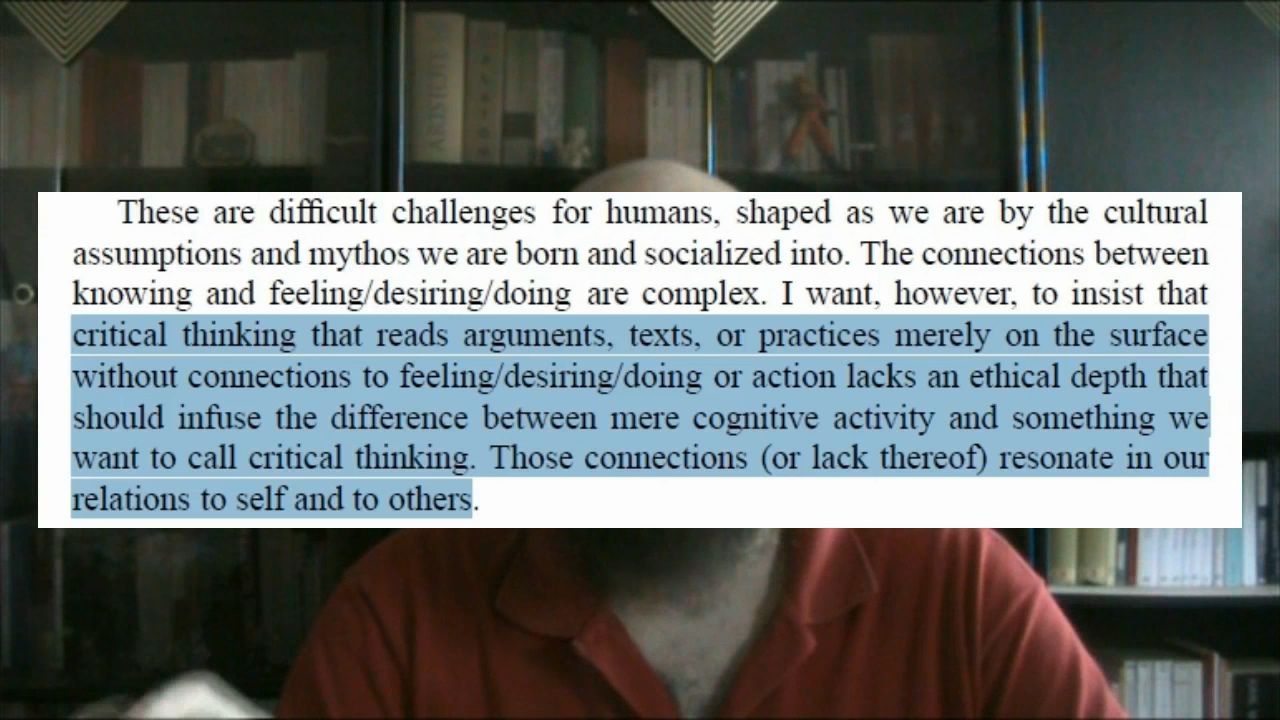 ARISTOTLE
PLATO
These are difficult challenges for humans, shaped as we are by the cultural
assumptions and mythos we are born and socialized into. The connections between
knowing and feeling/desiring/doing are complex. I want, however, to insist that
critical thinking that reads arguments, texts, or practices merely on the surface
without connections to feeling/desiring/doing or action lacks an ethical depth that
should infuse the difference between mere cognitive activity and something we
want to call critical thinking. Those connections (or lack thereof) resonate in our
relations to self and to others.